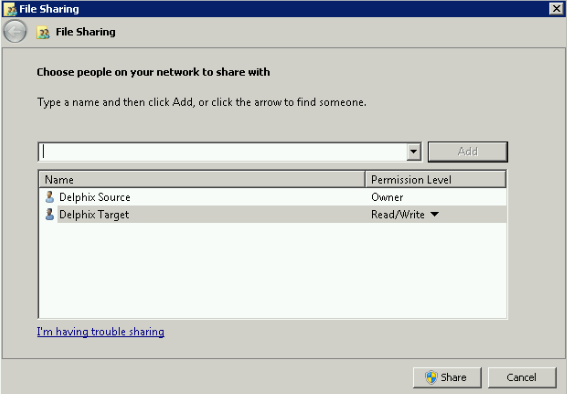 File Sharing
File Sharing
Choose people on your network to share with
Type a name and then click Add, or click the arrow to find someone.
Add
Name Permission Level
Delphix Source Owner
Delphix Target Read/Write
I'm having trouble sharing
Share Cancel